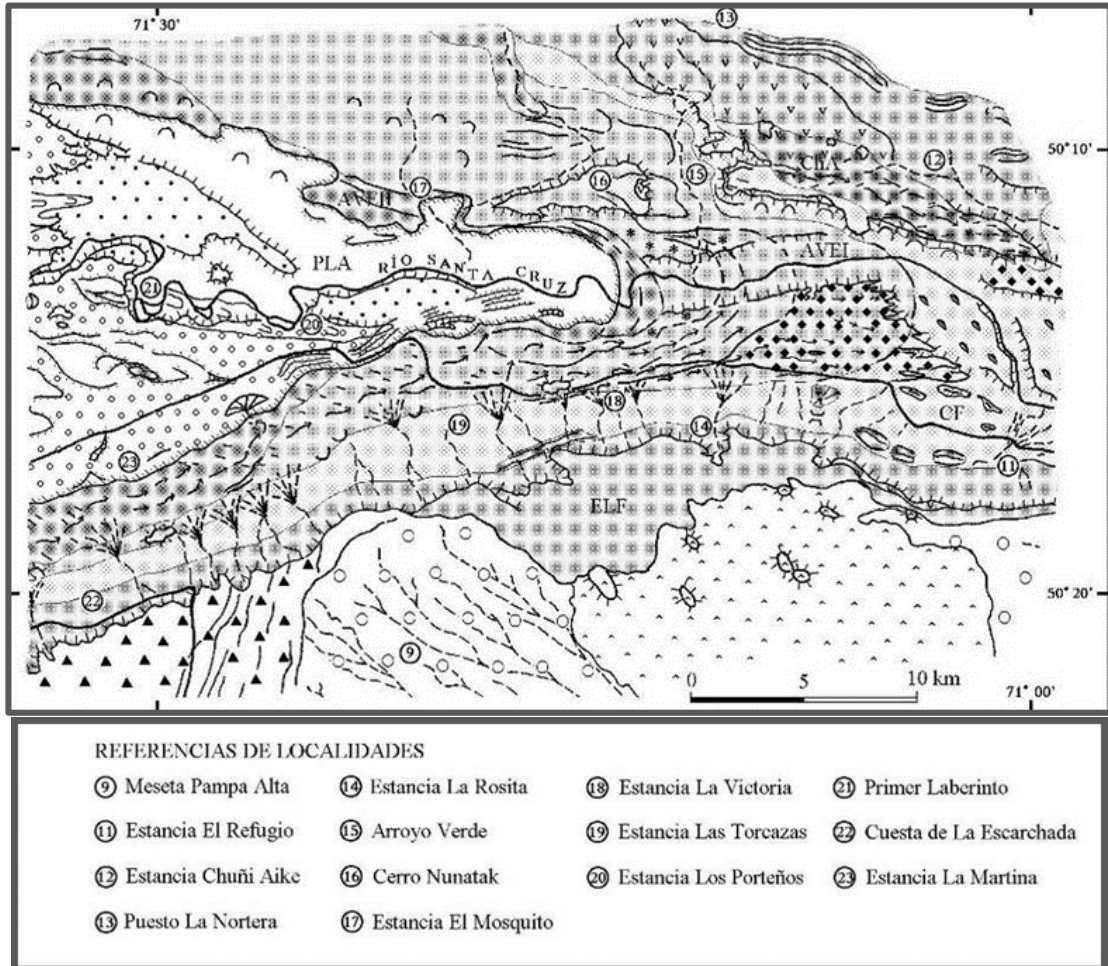 71° 30'
13
50° 10'
12
CHA
15
16
17
AVEII
AVEI
PLA
RÍO SANTA CRUZ
21
20
18
19
14
CF
23
11
ELF
22
50° 20'
9
0 5 10 km
71° 00'
REFERENCIAS DE LOCALIDADES
9 Meseta Pampa Alta
11 Estancia El Refugio
12 Estancia Chuñi Aike
13 Puesto La Nortera
14 Estancia La Rosita
15 Arroyo Verde
16 Cerro Nunatak
17 Estancia El Mosquito
18 Estancia La Victoria
19 Estancia Las Torcazas
20 Estancia Los Porteños
21 Primer Laberinto
22 Cuesta de La Escarchada
23 Estancia La Martina